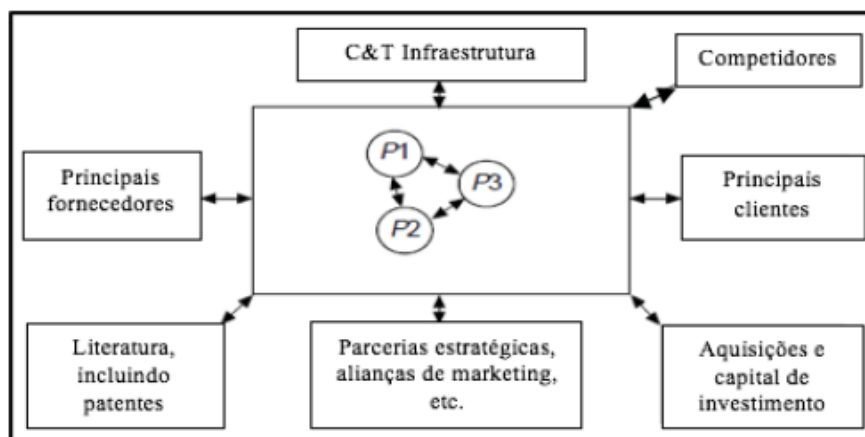 C&T Infraestrutura
Competidores
P1
P3
P2
Principais
fornecedores
Principais
clientes
Literatura,
incluindo
patentes
Parcerias estratégicas,
alianças de marketing,
etc.
Aquisições e
capital de
investimento